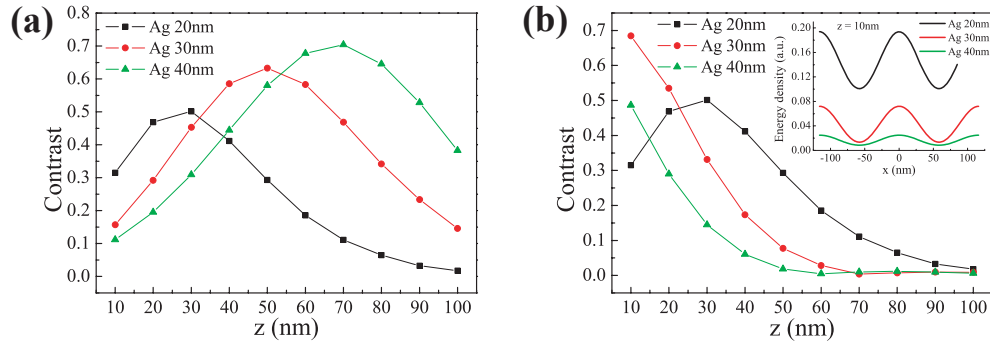 (a)
Contrast
0.8
0.7
0.6
0.5
0.4
0.3
0.2
0.1
0.0
Ag 20nm
Ag 30nm
Ag 40nm
10 20 30 40 50 60 70 80 90 100
z (nm)
(b)
Contrast
0.7
0.6
0.5
0.4
0.3
0.2
0.1
0.0
Ag 20nm
Ag 30nm
Ag 40nm
10 20 30 40 50 60 70 80 90 100
z (nm)
Energy density (a.u.)
0.20
0.16
0.12
0.08
0.04
z = 10nm
Ag 20nm
Ag 30nm
Ag 40nm
-100 -50 0 50 100
x (nm)